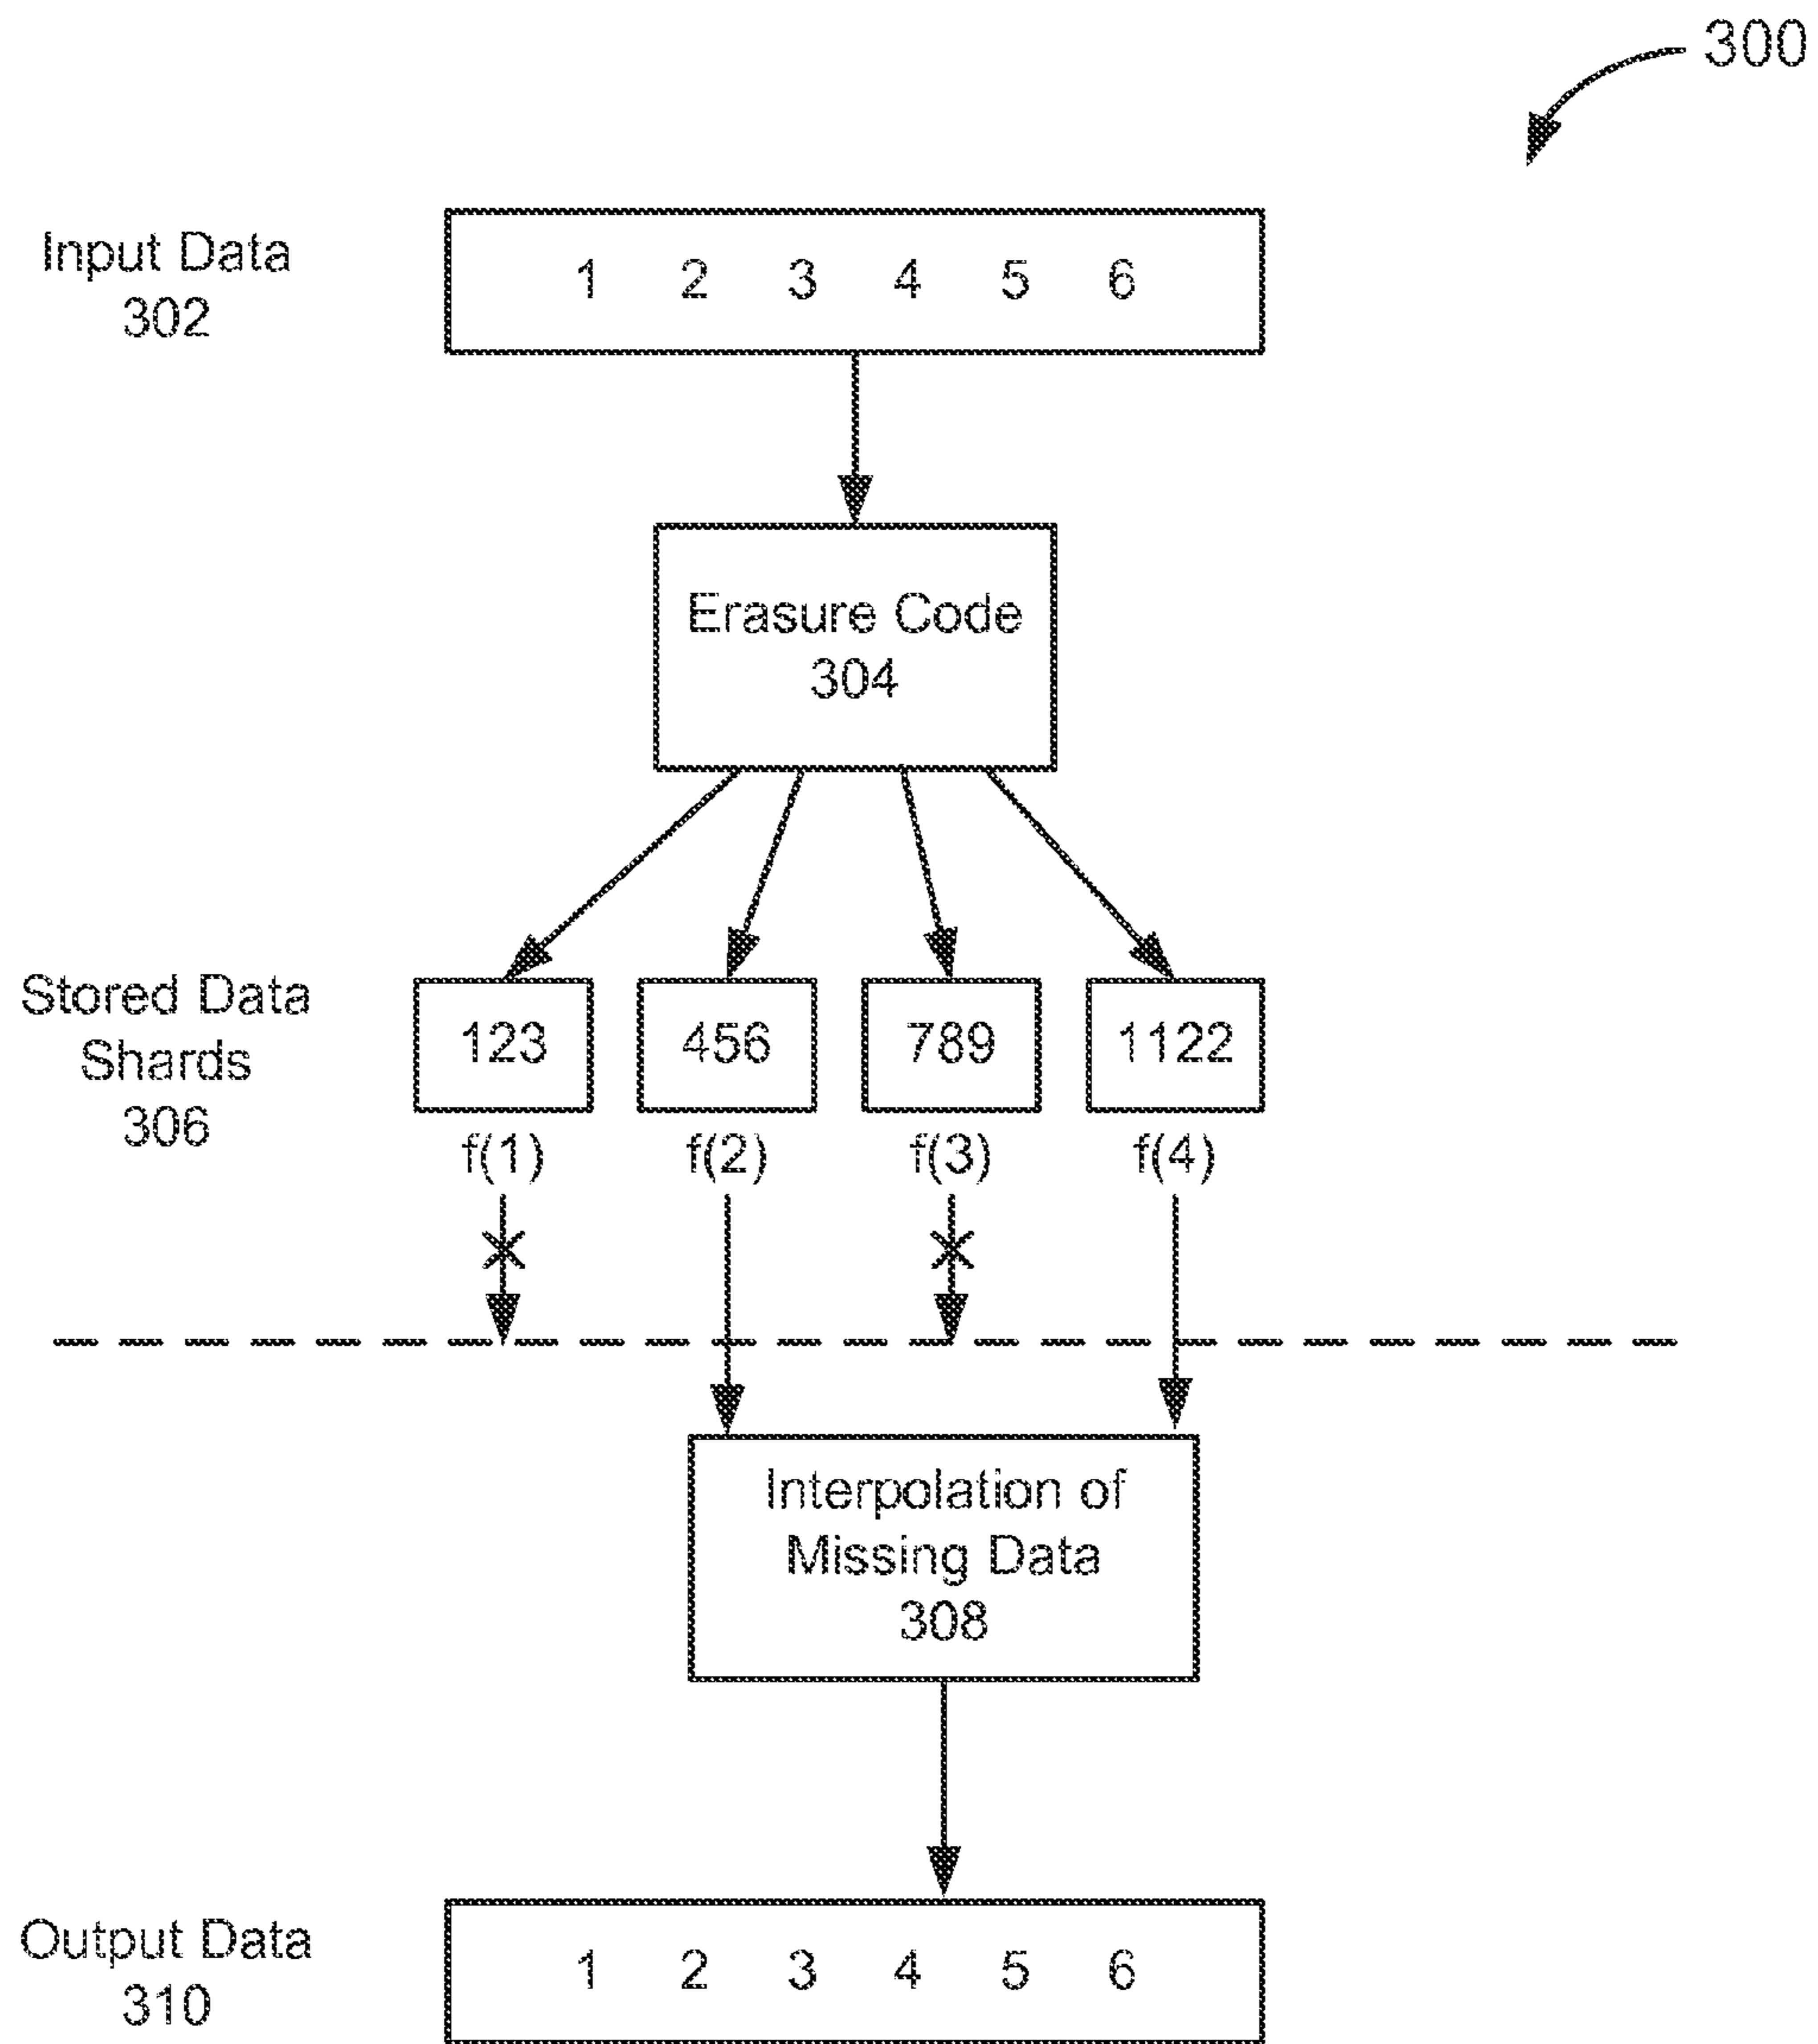 300
Input Data
302
1 2 3 4 5 6
Erasure Code
304
Stored Data
Shards
306
123 456 789 1122
f(1) f(2) f(3) f(4)
Interpolation of
Missing Data
308
Output Data
310
1 2 3 4 5 6